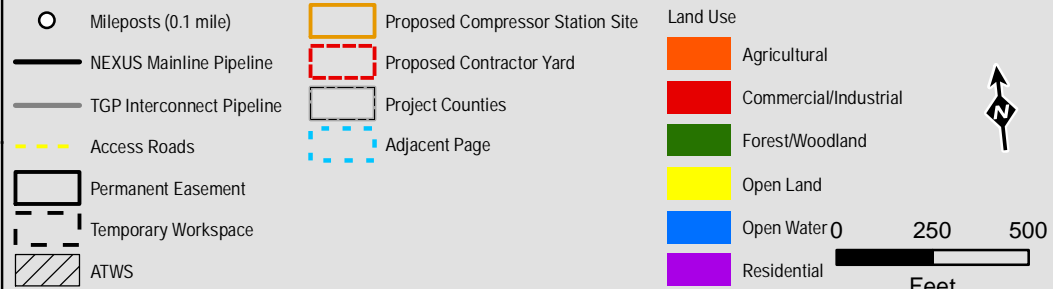 Mileposts (0.1 mile)
NEXUS Mainline Pipeline
TGP Interconnect Pipeline
Access Roads
Permanent Easement
Temporary Workspace
ATWS
Proposed Compressor Station Site
Proposed Contractor Yard
Project Counties
Adjacent Page
Land Use
Agricultural
Commercial/Industrial
Forest/Woodland
Open Land
Open Water
Residential
N
0 250 500
Feet